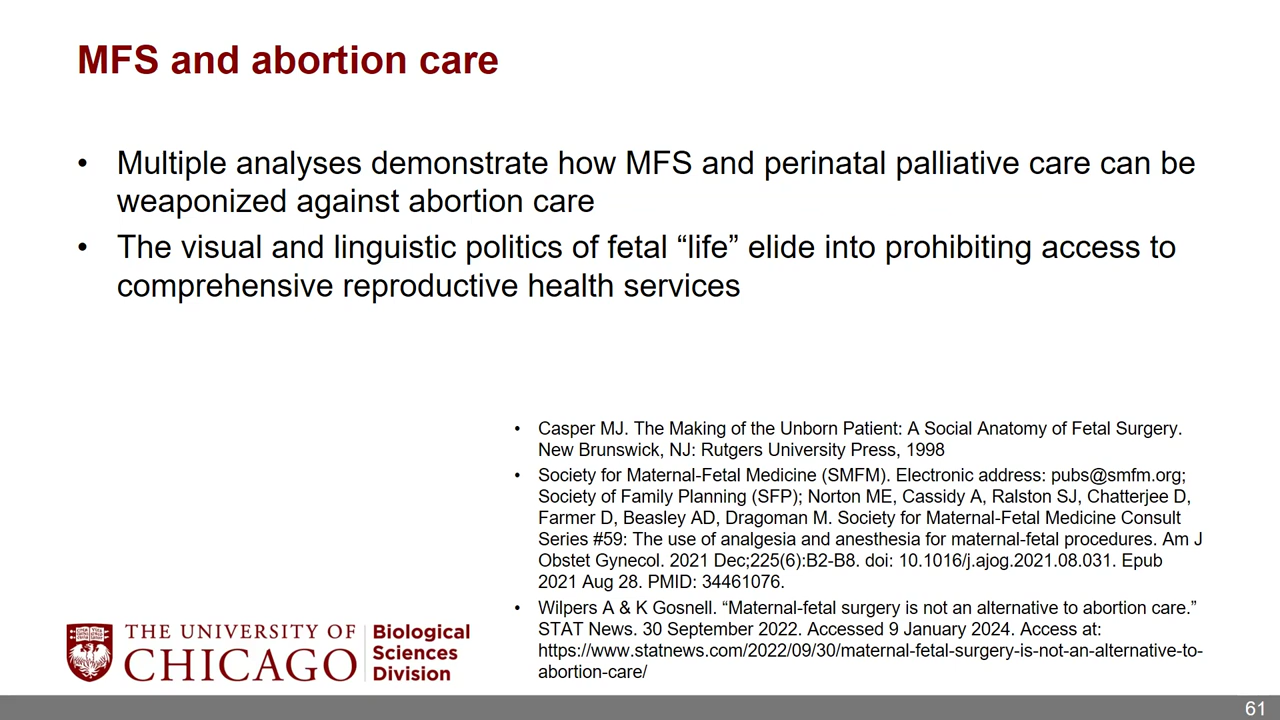 MFS and abortion care
• Multiple analyses demonstrate how MFS and perinatal palliative care can be
weaponized against abortion care
• The visual and linguistic politics of fetal “life” elide into prohibiting access to
comprehensive reproductive health services
• Casper MJ. The Making of the Unborn Patient: A Social Anatomy of Fetal Surgery.
New Brunswick, NJ: Rutgers University Press, 1998
• Society for Maternal-Fetal Medicine (SMFM). Electronic address: pubs@smfm.org;
Society of Family Planning (SFP); Norton ME, Cassidy A, Ralston SJ, Chatterjee D,
Farmer D, Beasley AD, Dragoman M. Society for Maternal-Fetal Medicine Consult
Series #59: The use of analgesia and anesthesia for maternal-fetal procedures. Am J
Obstet Gynecol. 2021 Dec;225(6):B2-B8. doi: 10.1016/j.ajog.2021.08.031. Epub
2021 Aug 28. PMID: 34461076.
• Wilpers A & K Gosnell. “Maternal-fetal surgery is not an alternative to abortion care.”
STAT News. 30 September 2022. Accessed 9 January 2024. Access at:
https://www.statnews.com/2022/09/30/maternal-fetal-surgery-is-not-an-alternative-to-
abortion-care/
THE UNIVERSITY OF
CHICAGO
Biological
Sciences
Division
61